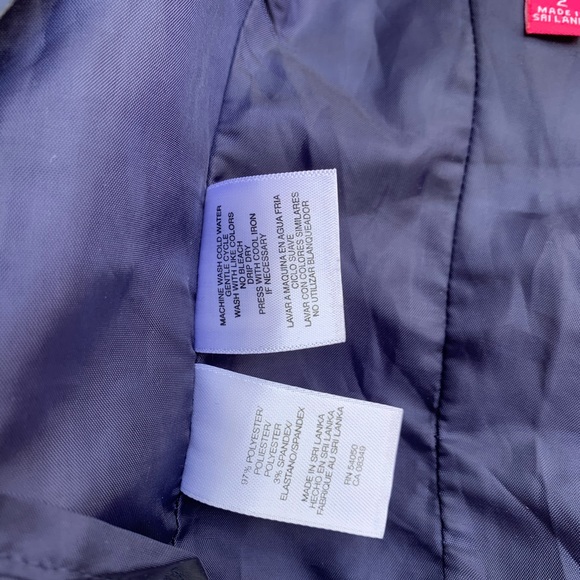 2
MADE IN
SRI LANKA
MACHINE WASH COLD WATER
GENTLE CYCLE
WASH WITH LIKE COLORS
NO BLEACH
DRIP DRY
PRESS WITH COOL IRON
IF NECESSARY
LAVAR A MAQUINA EN AGUA FRIA
CICLO SUAVE
LAVAR CON COLORES SIMILARES
NO UTILIZAR BLANQUEADOR
97% POLYESTER/
POLIESTER/
POLYESTER
3% SPANDEX/
ELASTANO/SPANDEX
MADE IN SRI LANKA
HECHO EN SRI LANKA
FABRIQUE AU SRI LANKA
RN 54050
CA 08349